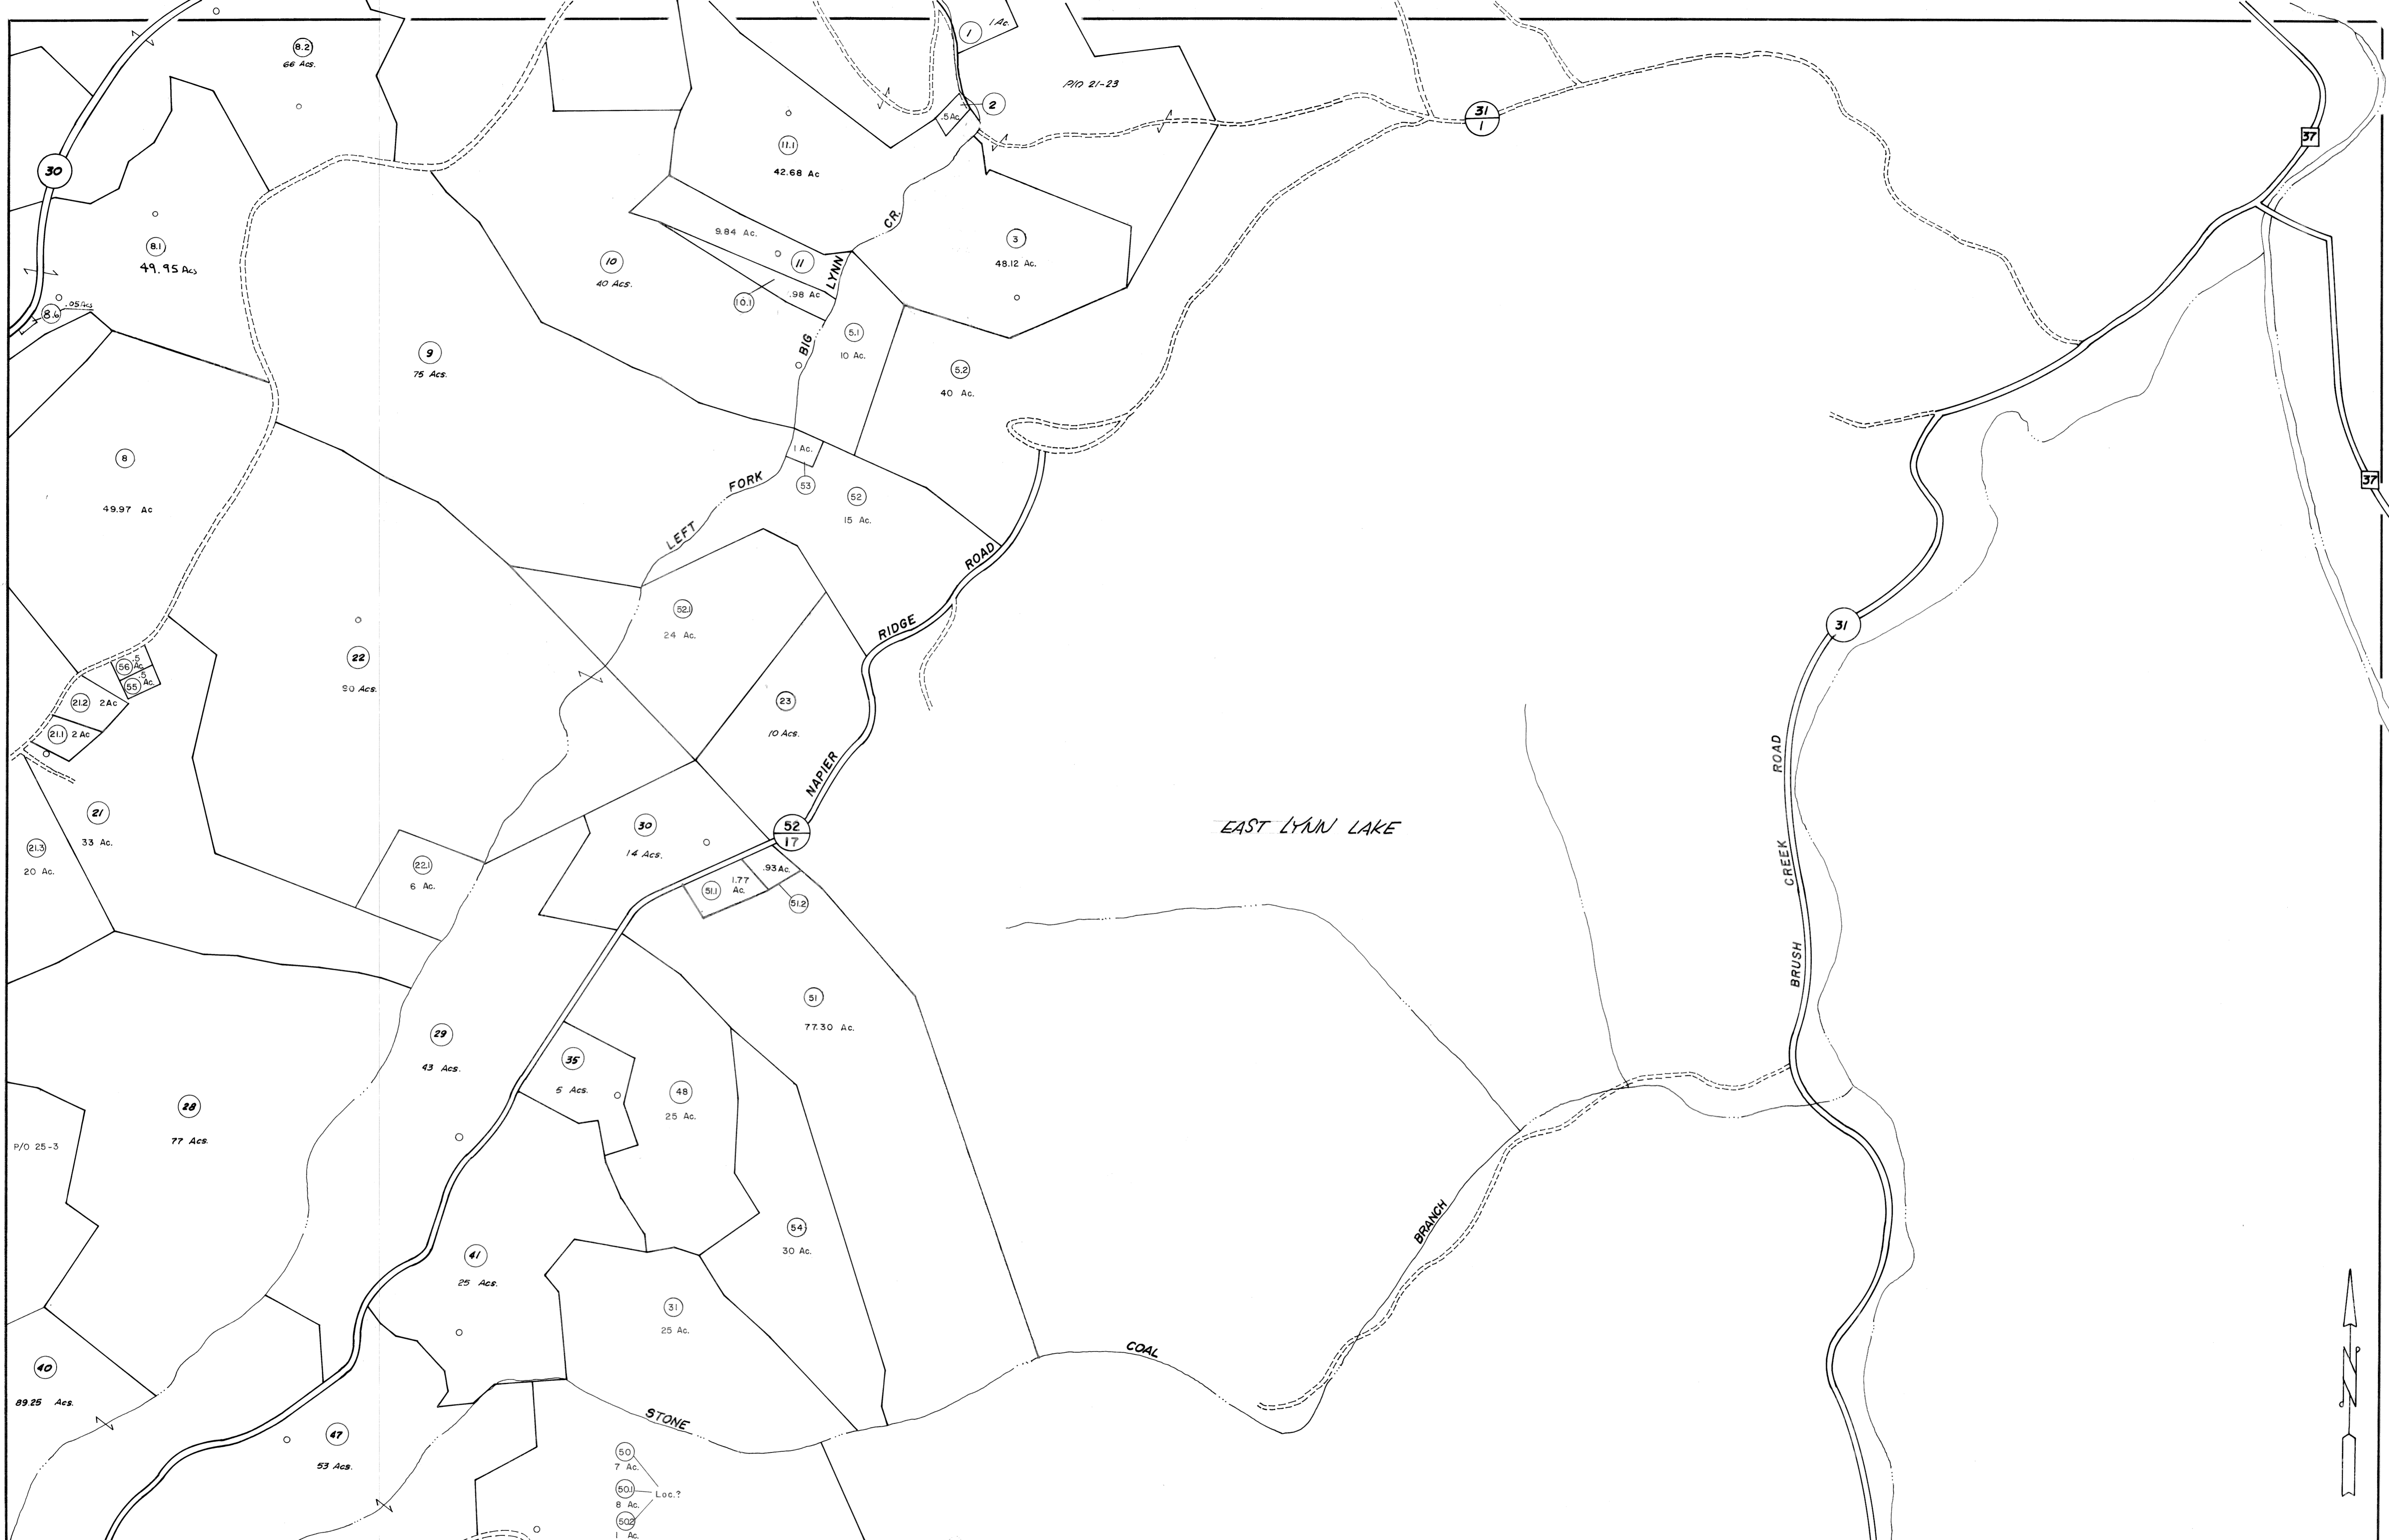 1
1 Ac.
8.2
66 Acs.
P/O 21-23
2
.5 Ac.
31
1
37
11.1
42.68 Ac
30
CR.
9.84 Ac.
3
48.12 Ac.
8.1
49.95 Acs
10
40 Acs.
11
LYNN
.98 Ac
10.1
.05 Acs
8.6
5.1
10 Ac.
BIG
9
75 Acs.
5.2
40 Ac.
1 Ac.
53
FORK
37
8
49.97 Ac
52
15 Ac.
LEFT
ROAD
52.1
24 Ac.
RIDGE
31
22
90 Acs.
56
.5 Ac.
55
.5 Ac.
21.2
2 Ac
21.1
2 Ac
23
10 Acs.
NAPIER
ROAD
21
33 Ac.
21.3
20 Ac.
30
14 Acs.
52
17
EAST LYNN LAKE
22.1
6 Ac.
51.1
1.77
Ac.
.93 Ac.
51.2
CREEK
BRUSH
51
77.30 Ac.
29
43 Acs.
35
5 Acs.
48
25 Ac.
28
77 Acs.
P/O 25-3
BRANCH
54
30 Ac.
41
25 Acs.
31
25 Ac.
COAL
40
89.25 Acs.
STONE
47
53 Acs.
50
7 Ac.
50.1
Loc.?
8 Ac.
50.2
1 Ac.
N